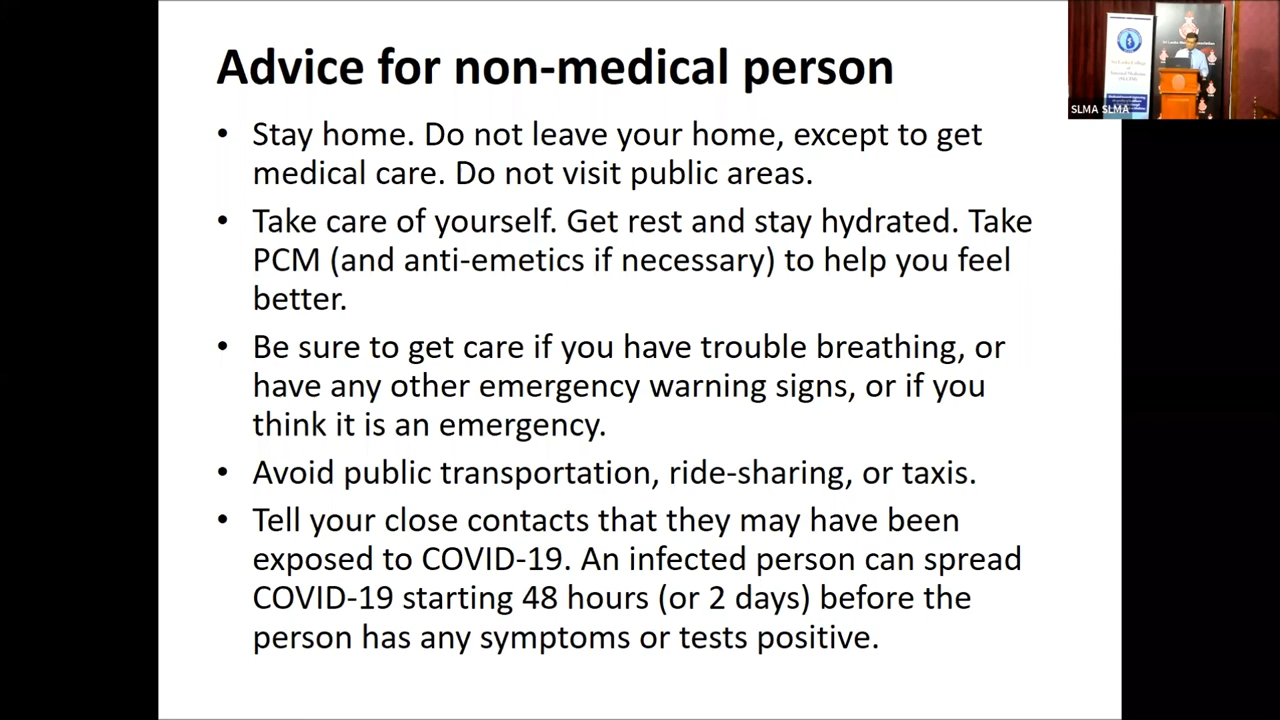 Advice for non-medical person
• Stay home. Do not leave your home, except to get
medical care. Do not visit public areas.
• Take care of yourself. Get rest and stay hydrated. Take
PCM (and anti-emetics if necessary) to help you feel
better.
• Be sure to get care if you have trouble breathing, or
have any other emergency warning signs, or if you
think it is an emergency.
• Avoid public transportation, ride-sharing, or taxis.
• Tell your close contacts that they may have been
exposed to COVID-19. An infected person can spread
COVID-19 starting 48 hours (or 2 days) before the
person has any symptoms or tests positive.
SLMA SLMA